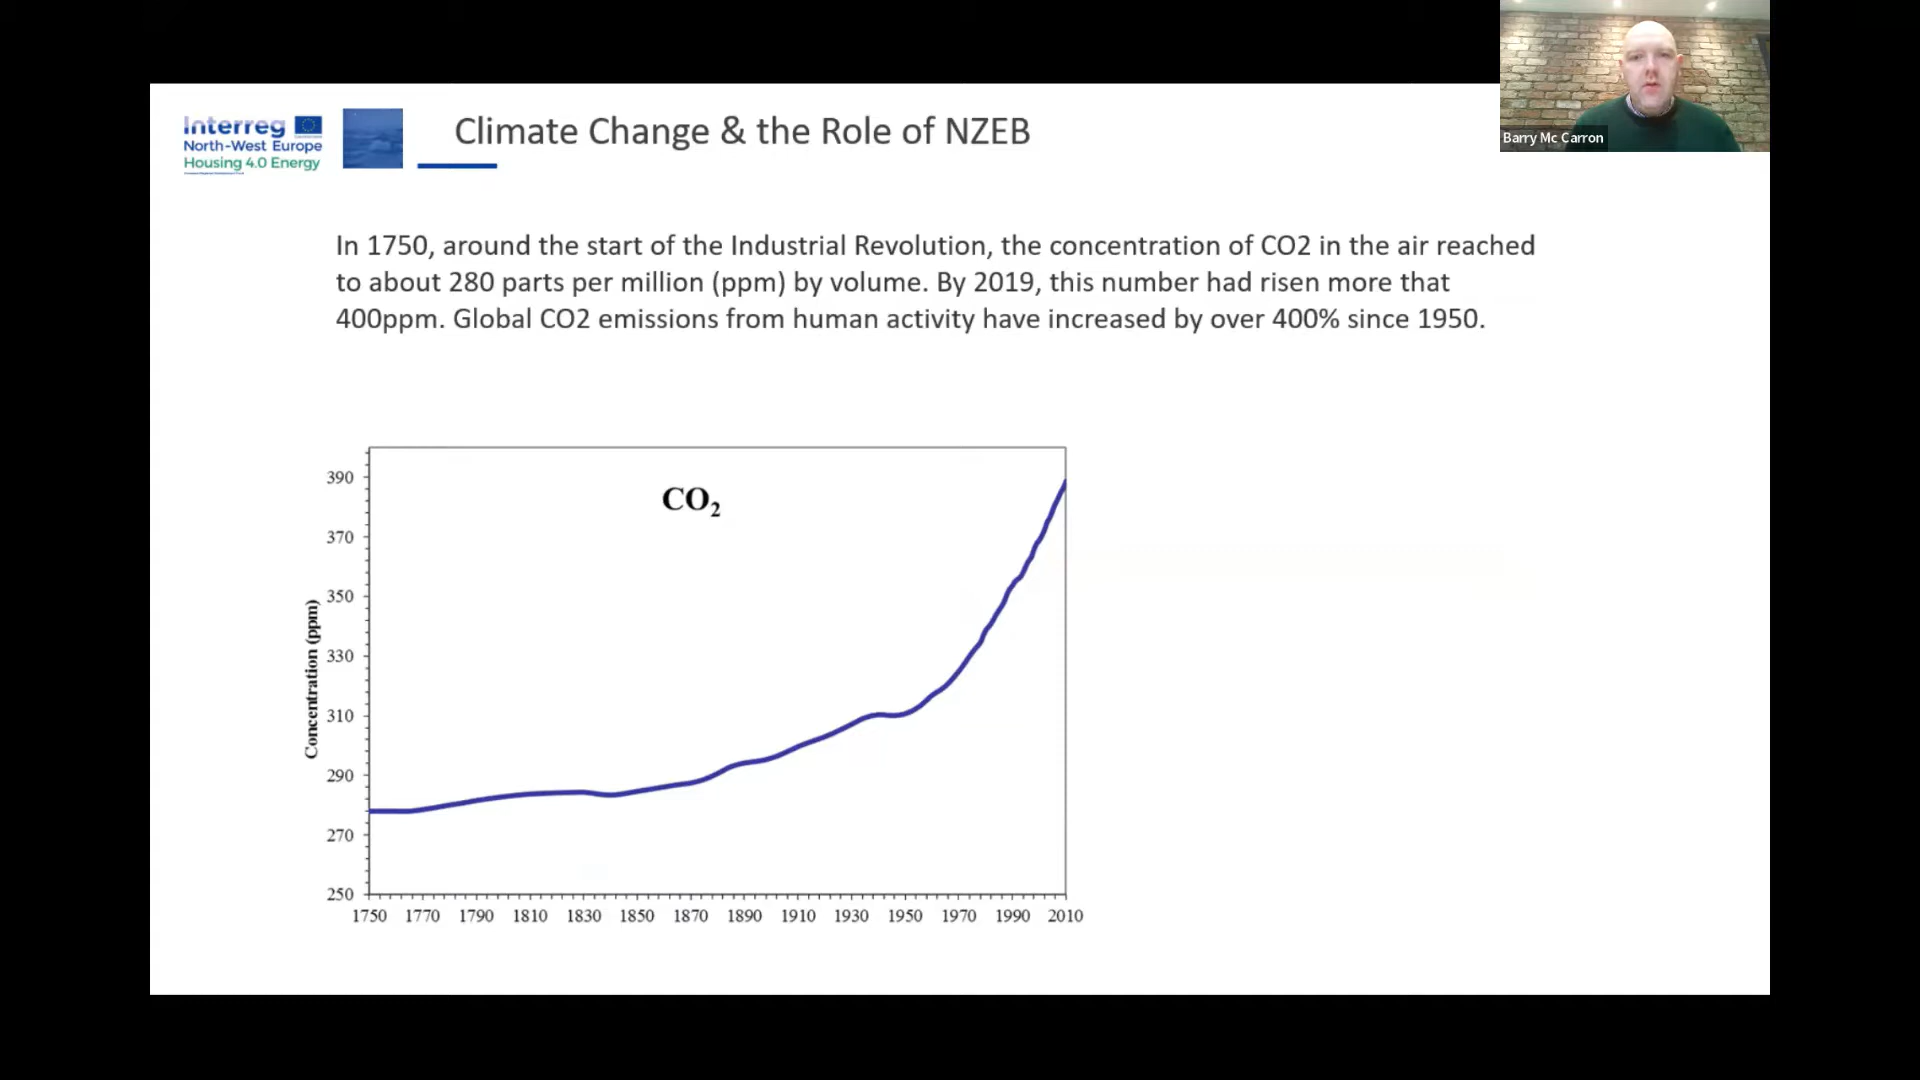 Barry Mc Carron
Interreg
North-West Europe
Housing 4.0 Energy
Climate Change & the Role of NZEB
In 1750, around the start of the Industrial Revolution, the concentration of CO2 in the air reached
to about 280 parts per million (ppm) by volume. By 2019, this number had risen more that
400ppm. Global CO2 emissions from human activity have increased by over 400% since 1950.
CO₂
Concentration (ppm)
390
370
350
330
310
290
270
250
1750 1770 1790 1810 1830 1850 1870 1890 1910 1930 1950 1970 1990 2010